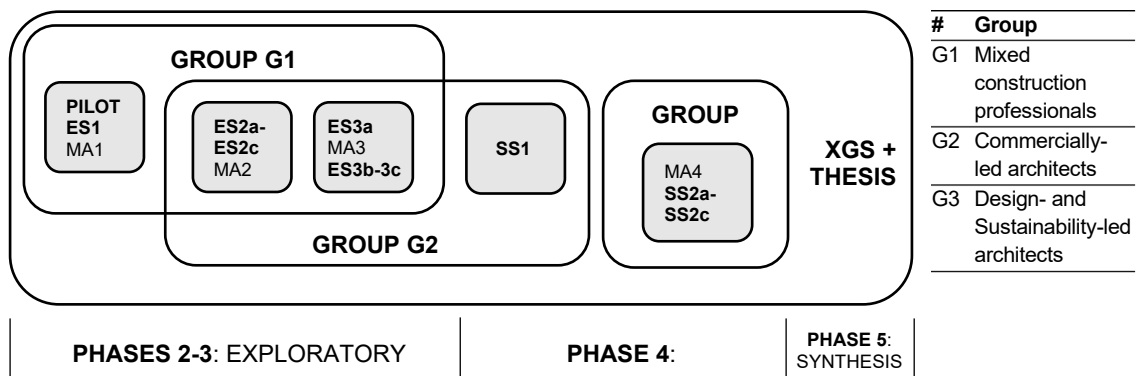 GROUP G1
PILOT
ES1
MA1
ES2a-
ES2c
MA2
ES3a
MA3
ES3b-3c
SS1
GROUP G2
GROUP
MA4
SS2a-
SS2c
XGS +
THESIS
PHASES 2-3: EXPLORATORY
PHASE 4:
PHASE 5:
SYNTHESIS
# Group
G1 Mixed
construction
professionals
G2 Commercially-
led architects
G3 Design- and
Sustainability-led
architects